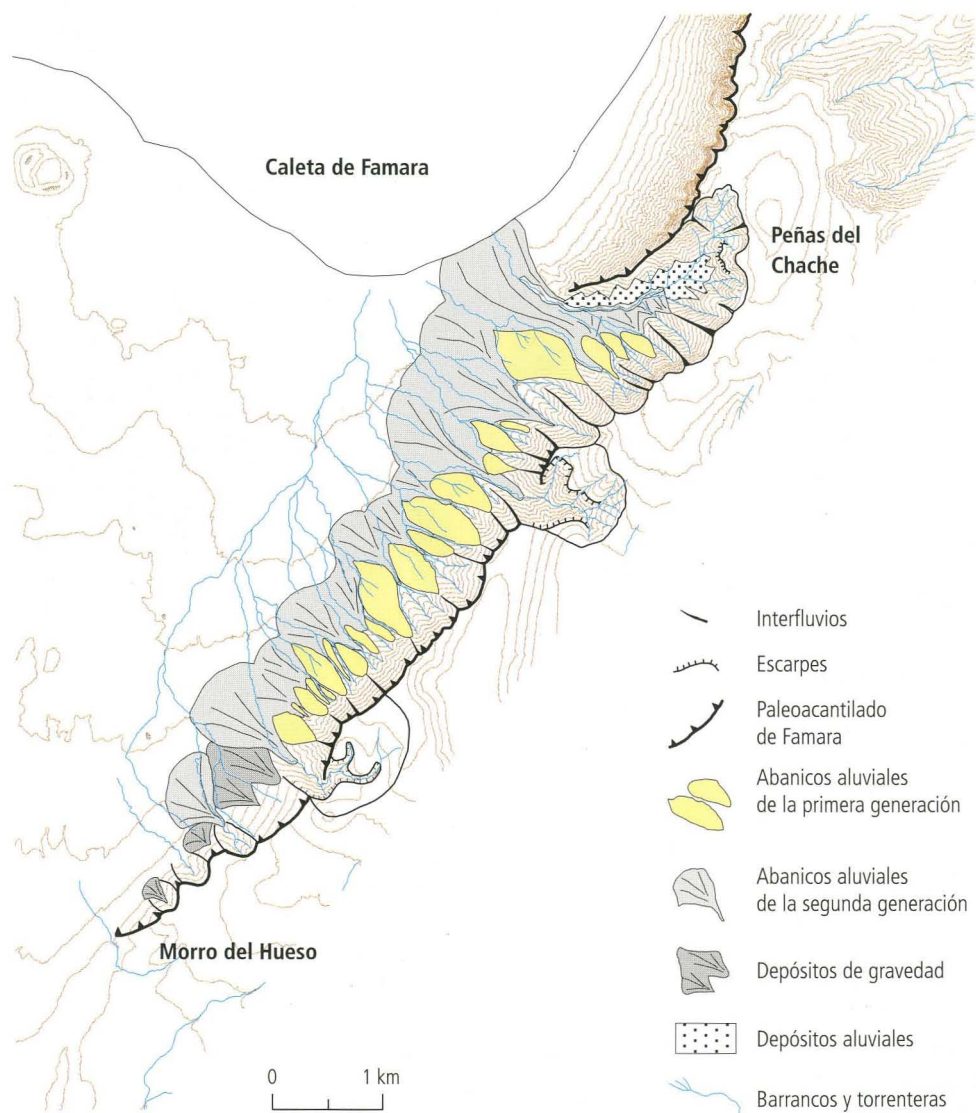 Caleta de Famara
Peñas del
Chache
Interfluvios
Escarpes
Paleoacantilado
de Famara
Abanicos aluviales
de la primera generación
Abanicos aluviales
de la segunda generación
Morro del Hueso
Depósitos de gravedad
Depósitos aluviales
0 1 km
Barrancos y torrenteras